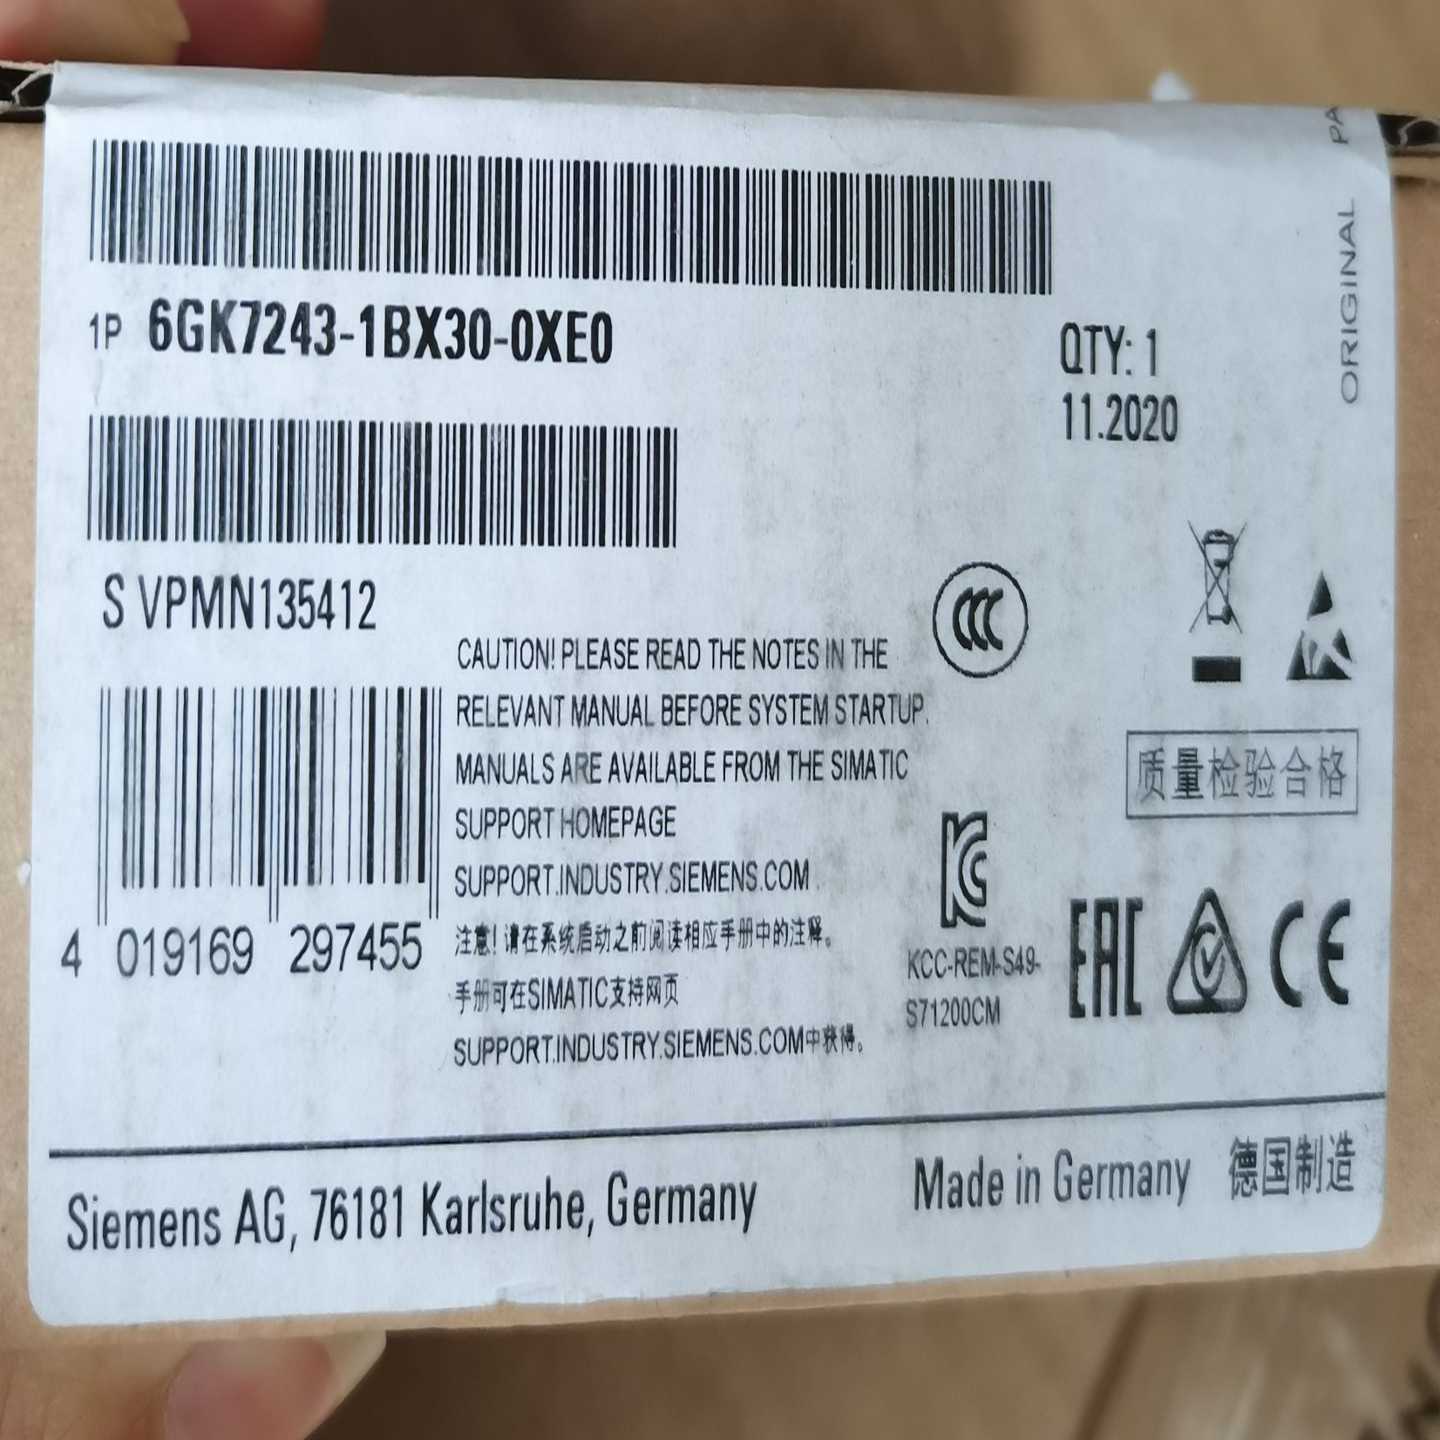 1P 6GK7243-1BX30-0XE0
QTY: 1
11.2020
ORIGINAL
S VPMN135412
CAUTION! PLEASE READ THE NOTES IN THE
RELEVANT MANUAL BEFORE SYSTEM STARTUP.
MANUALS ARE AVAILABLE FROM THE SIMATIC
SUPPORT HOMEPAGE
SUPPORT.INDUSTRY.SIEMENS.COM
注意！请在系统启动之前阅读相应手册中的注释。
手册可在SIMATIC支持网页
SUPPORT.INDUSTRY.SIEMENS.COM中获得。
4 019169 297455
CCC
质量检验合格
KC
KCC-REM-S49-
S71200CM
EAC
CE
Siemens AG, 76181 Karlsruhe, Germany
Made in Germany 德国制造